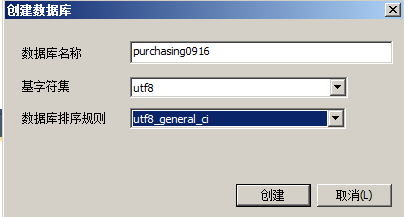 创建数据库
数据库名称 purchasing0916
基字符集 utf8
数据库排序规则 utf8_general_ci
创建 取消(L)